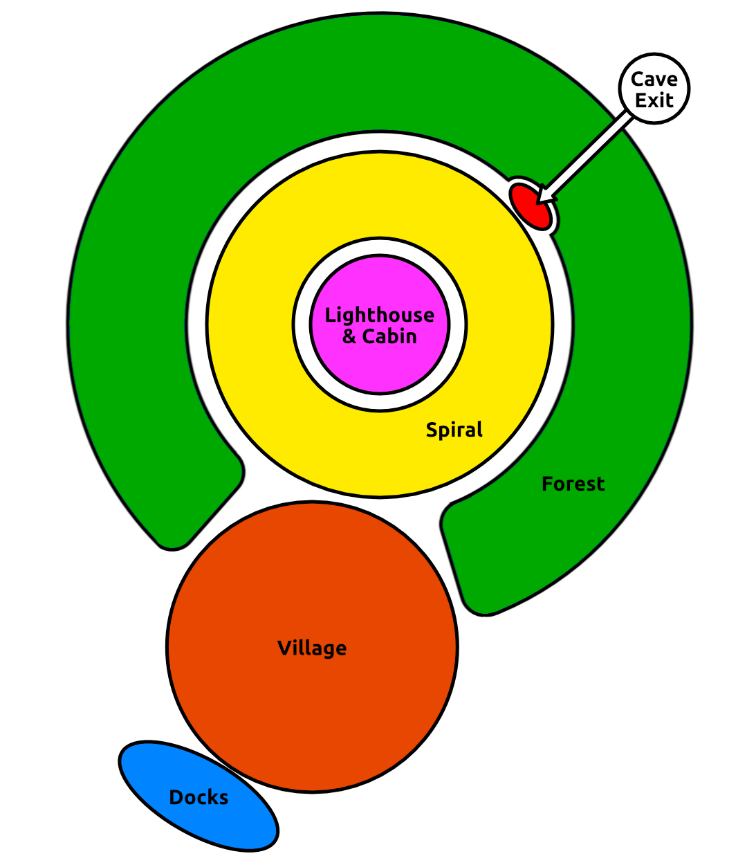 Cave
Exit
Lighthouse
& Cabin
Spiral
Forest
Village
Docks